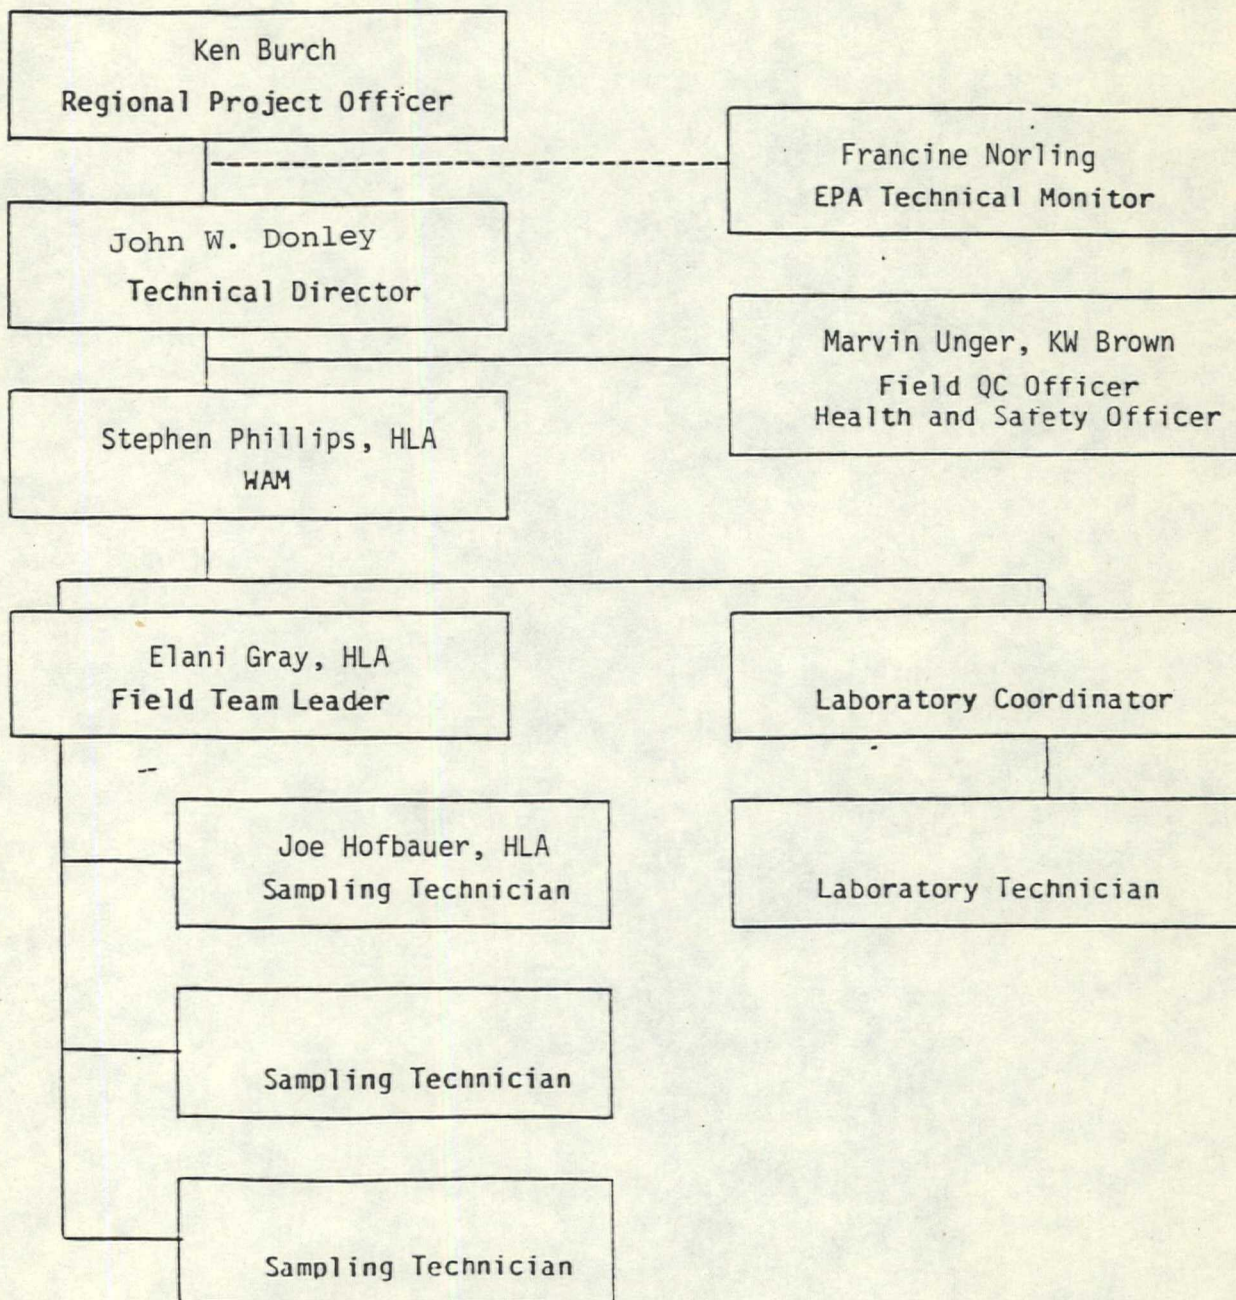 Ken Burch
Regional Project Officer
Francine Norling
EPA Technical Monitor
John W. Donley
Technical Director
Marvin Unger, KW Brown
Field QC Officer
Health and Safety Officer
Stephen Phillips, HLA
WAM
Elani Gray, HLA
Field Team Leader
Laboratory Coordinator
Joe Hofbauer, HLA
Sampling Technician
Laboratory Technician
Sampling Technician
Sampling Technician